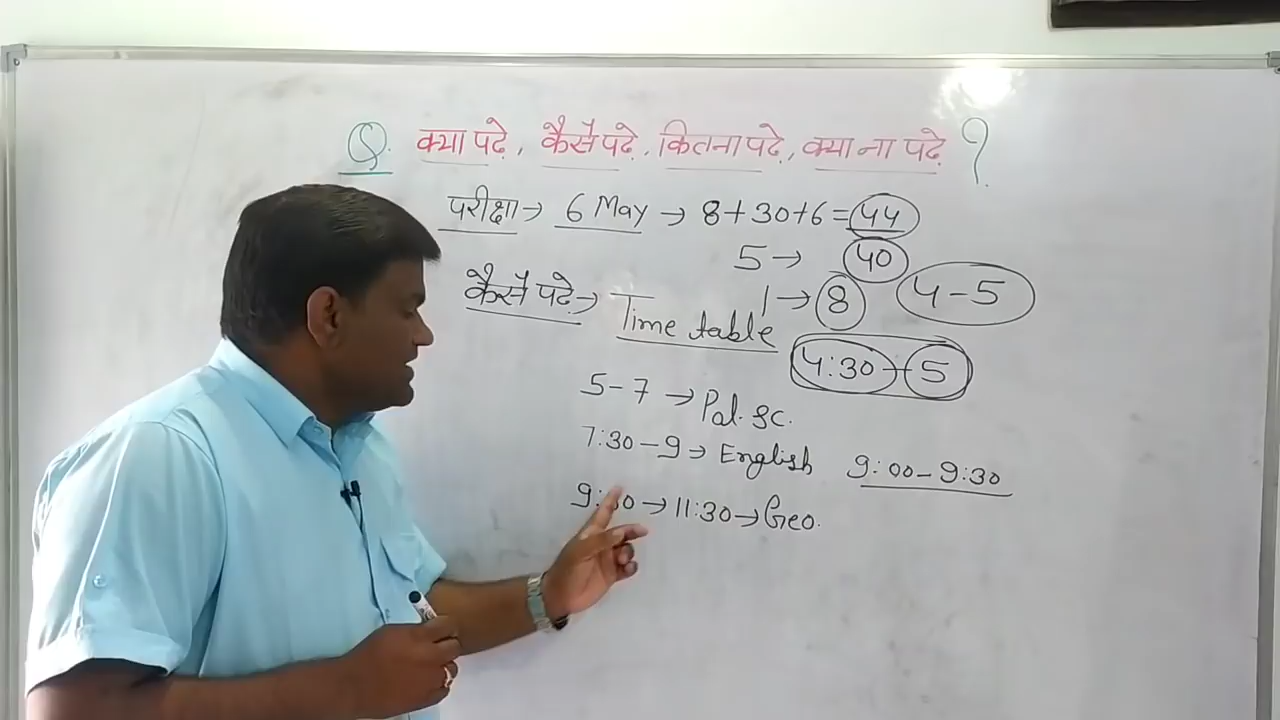 Q. क्या पढे, कैसे पढे, कितना पढे, क्या ना पढे ?
परीक्षा → 6 May → 8+30+6=44
5 → 40
कैसे पढे → Time table 1 → 8 4-5
4:30 - 5
5-7 → Pol. Sc.
7:30 - 9 → English 9:00 - 9:30
9:30 → 11:30 → Geo.